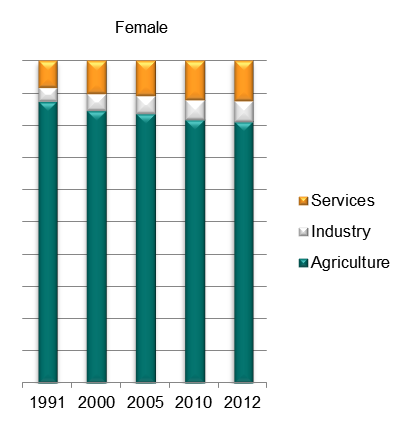 Female
Services
Industry
Agriculture
1991 2000 2005 2010 2012